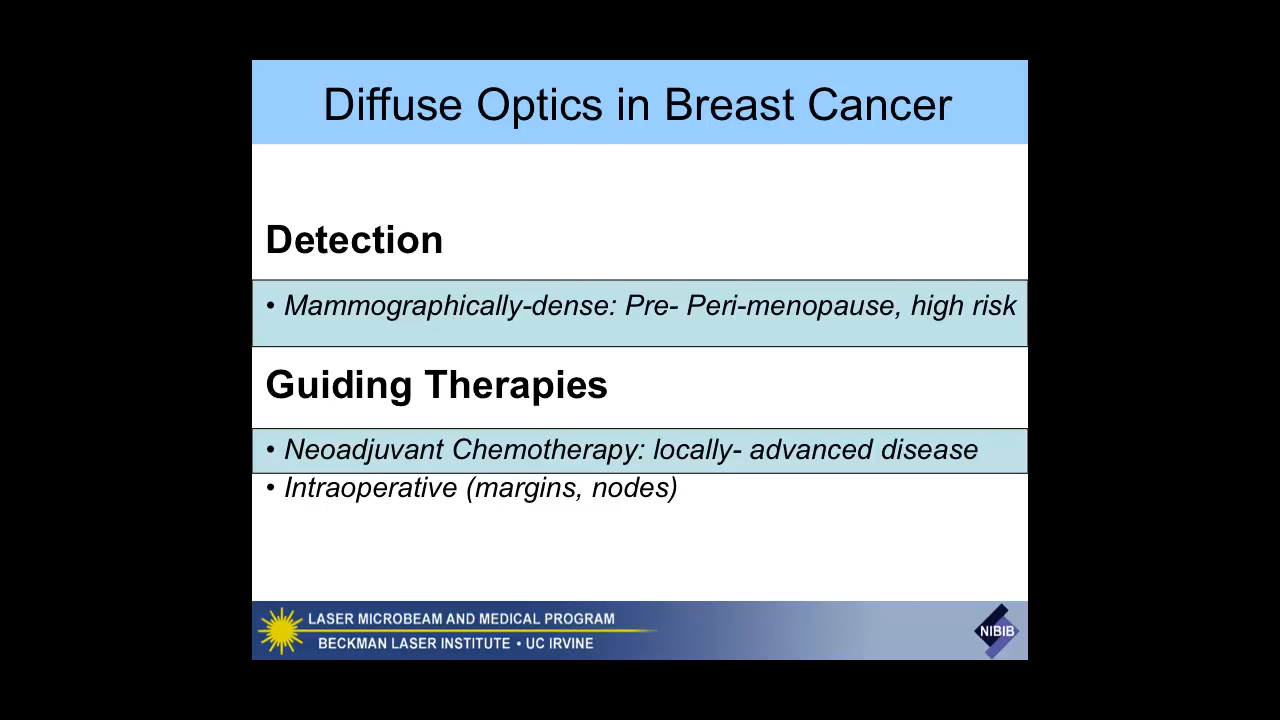 Diffuse Optics in Breast Cancer
Detection
• Mammographically-dense: Pre- Peri-menopause, high risk
Guiding Therapies
• Neoadjuvant Chemotherapy: locally- advanced disease
• Intraoperative (margins, nodes)
LASER MICROBEAM AND MEDICAL PROGRAM
BECKMAN LASER INSTITUTE • UC IRVINE
NIBIB